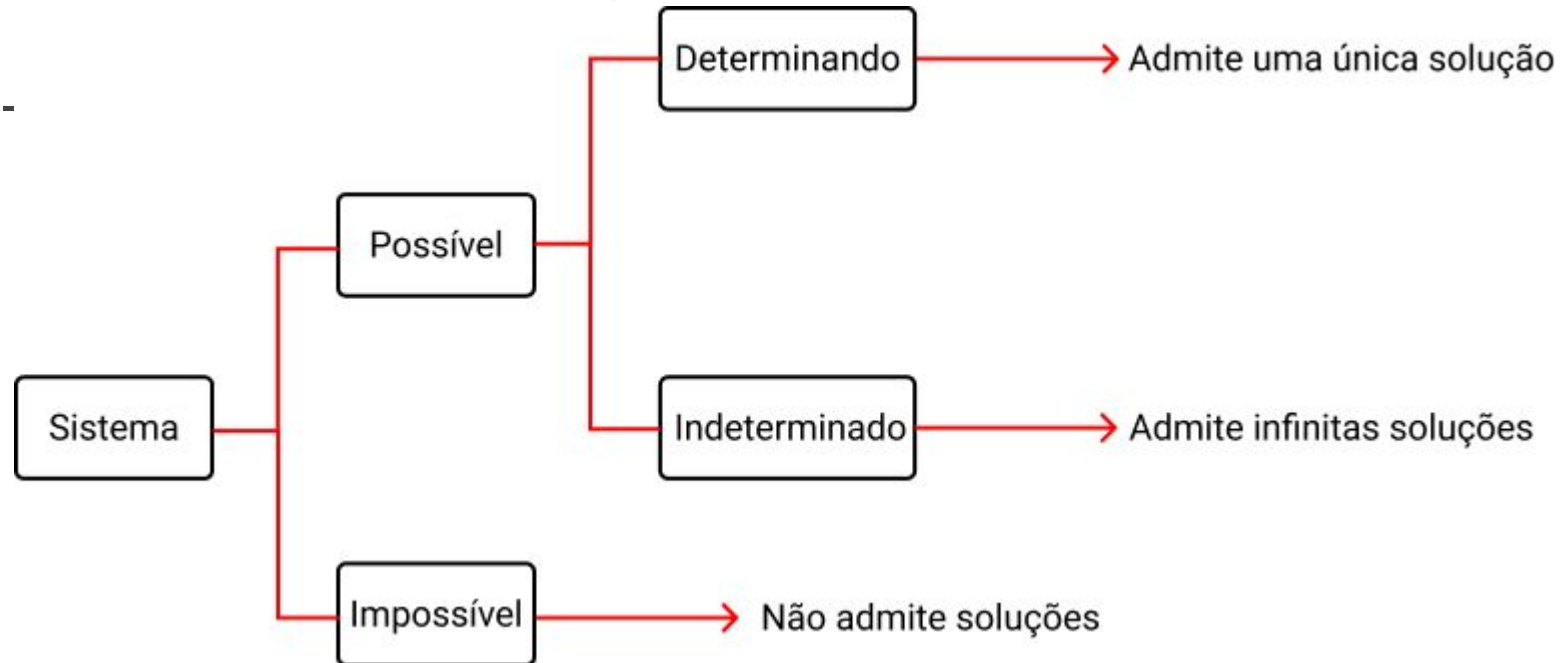 Determinando
Admite uma única solução
-
Possível
Sistema
Indeterminado
Admite infinitas soluções
Impossível
Não admite soluções